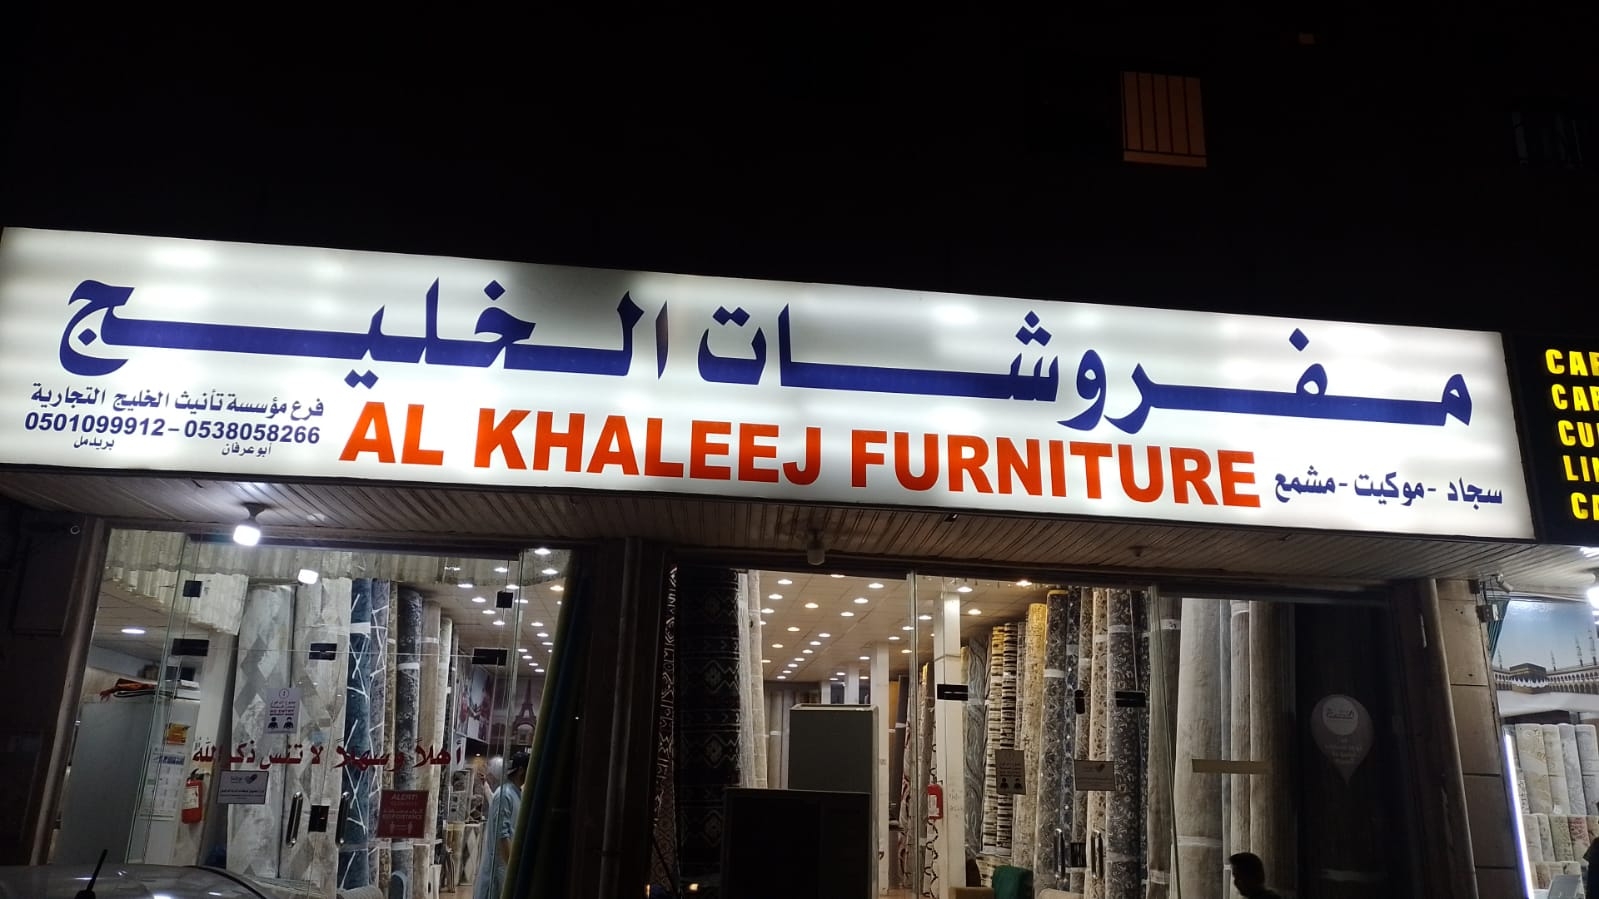 مفروشات الخليج
AL KHALEEJ FURNITURE
سجاد - موكيت - مشمع
فرع مؤسسة تأنيث الخليج التجارية
0501099912 - 0538058266
أبو عرفان
بريدمل
أهلاً وسهلاً لا تنس ذكر الله
ALERT!